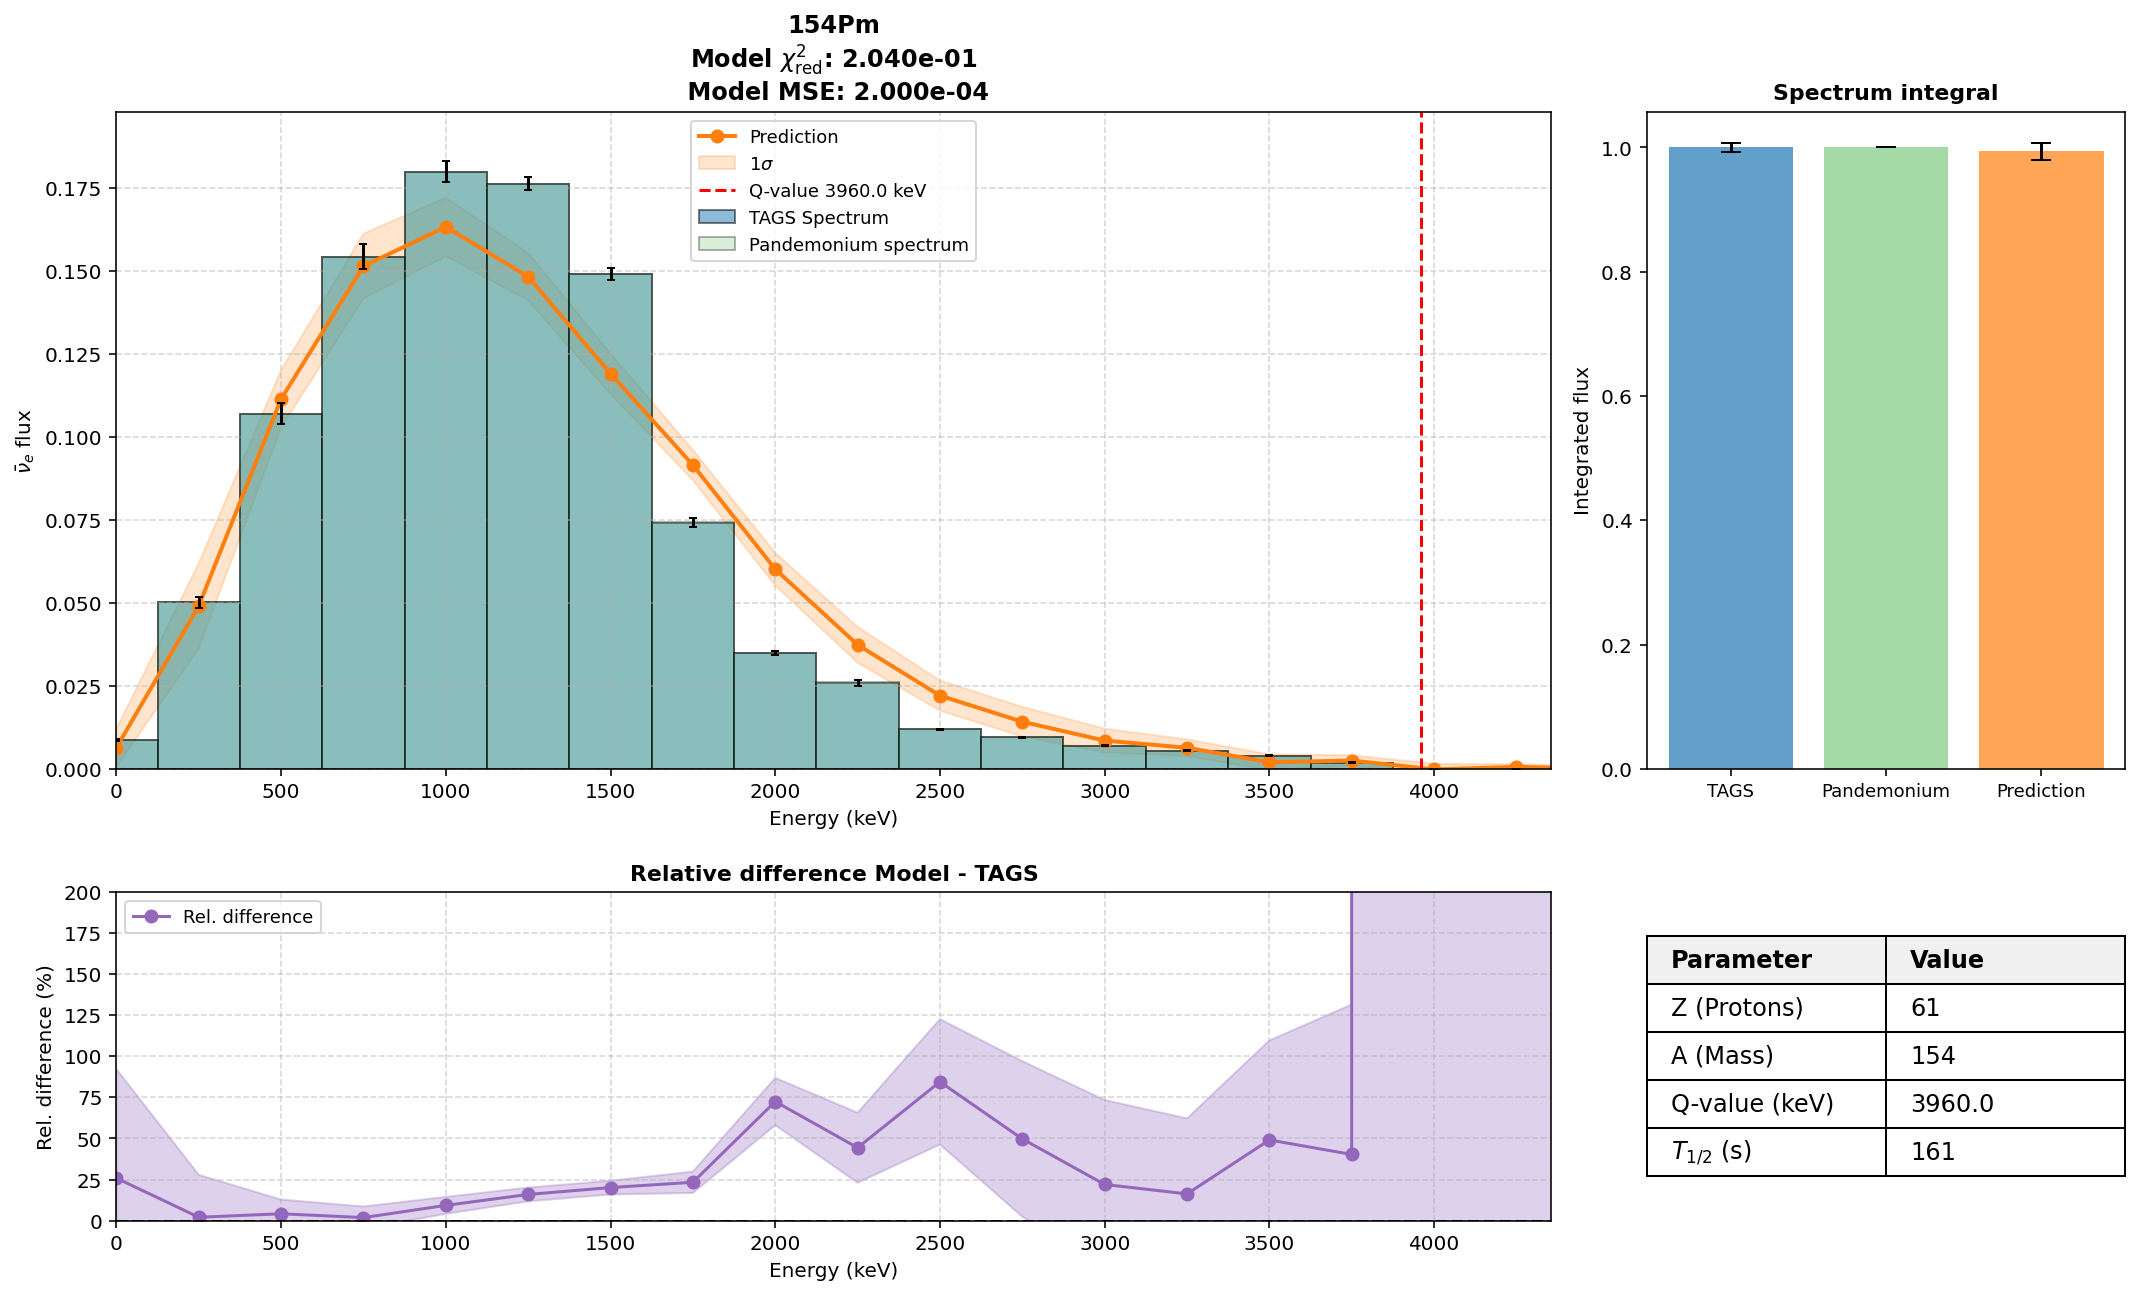 154Pm
Model χ²red: 2.040e-01
Model MSE: 2.000e-04
Prediction
1σ
Q-value 3960.0 keV
TAGS Spectrum
Pandemonium spectrum
0.175
0.150
0.125
0.100
0.075
0.050
0.025
0.000
ν̄e flux
0 500 1000 1500 2000 2500 3000 3500 4000
Energy (keV)
Spectrum integral
1.0
0.8
0.6
0.4
0.2
0.0
Integrated flux
TAGS Pandemonium Prediction
Relative difference Model - TAGS
Rel. difference
200
175
150
125
100
75
50
25
0
Rel. difference (%)
0 500 1000 1500 2000 2500 3000 3500 4000
Energy (keV)
Parameter Value
Z (Protons) 61
A (Mass) 154
Q-value (keV) 3960.0
T1/2 (s) 161